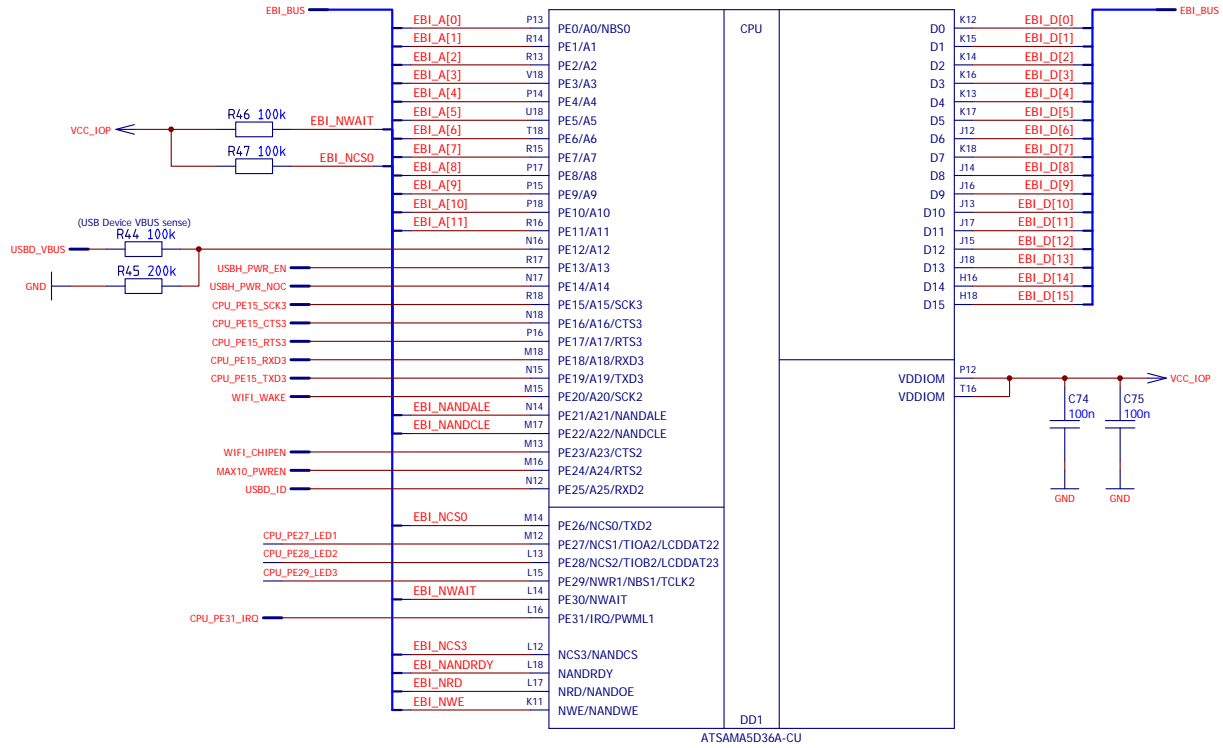 EBI_BUS
EBI_BUS
EBI_A[0] P13 PE0/A0/NBS0 CPU D0 K12 EBI_D[0]
EBI_A[1] R14 PE1/A1 D1 K15 EBI_D[1]
EBI_A[2] R13 PE2/A2 D2 K14 EBI_D[2]
EBI_A[3] V18 PE3/A3 D3 K16 EBI_D[3]
EBI_A[4] P14 PE4/A4 D4 K13 EBI_D[4]
EBI_A[5] U18 PE5/A5 D5 K17 EBI_D[5]
R46 100k
VCC_IOP EBI_NWAIT
EBI_A[6] T18 PE6/A6 D6 J12 EBI_D[6]
R47 100k
EBI_NCS0
EBI_A[7] R15 PE7/A7 D7 K18 EBI_D[7]
EBI_A[8] P17 PE8/A8 D8 J14 EBI_D[8]
EBI_A[9] P15 PE9/A9 D9 J16 EBI_D[9]
EBI_A[10] P18 PE10/A10 D10 J13 EBI_D[10]
(USB Device VBUS sense)
EBI_A[11] R16 PE11/A11 D11 J17 EBI_D[11]
R44 100k
USBD_VBUS N16 PE12/A12 D12 J15 EBI_D[12]
R45 200k
GND
USBH_PWR_EN R17 PE13/A13 D13 J18 EBI_D[13]
USBH_PWR_NOC N17 PE14/A14 D14 H16 EBI_D[14]
CPU_PE15_SCK3 R18 PE15/A15/SCK3 D15 H18 EBI_D[15]
CPU_PE15_CTS3 N18 PE16/A16/CTS3
CPU_PE15_RTS3 P16 PE17/A17/RTS3
CPU_PE15_RXD3 M18 PE18/A18/RXD3
CPU_PE15_TXD3 N15 PE19/A19/TXD3 VDDIOM P12 VCC_IOP
WIFI_WAKE M15 PE20/A20/SCK2 VDDIOM T16
C74 100n
C75 100n
EBI_NANDALE N14 PE21/A21/NANDALE
EBI_NANDCLE M17 PE22/A22/NANDCLE
WIFI_CHIPEN M13 PE23/A23/CTS2
MAX10_PWREN M16 PE24/A24/RTS2
USBD_ID N12 PE25/A25/RXD2
GND GND
EBI_NCS0 M14 PE26/NCS0/TXD2
CPU_PE27_LED1 M12 PE27/NCS1/TIOA2/LCDDAT22
CPU_PE28_LED2 L13 PE28/NCS2/TIOB2/LCDDAT23
CPU_PE29_LED3 L15 PE29/NWR1/NBS1/TCLK2
EBI_NWAIT L14 PE30/NWAIT
CPU_PE31_IRQ L16 PE31/IRQ/PWML1
EBI_NCS3 L12 NCS3/NANDCS
EBI_NANDRDY L18 NANDRDY
EBI_NRD L17 NRD/NANDOE
EBI_NWE K11 NWE/NANDWE
DD1
ATSAMA5D36A-CU